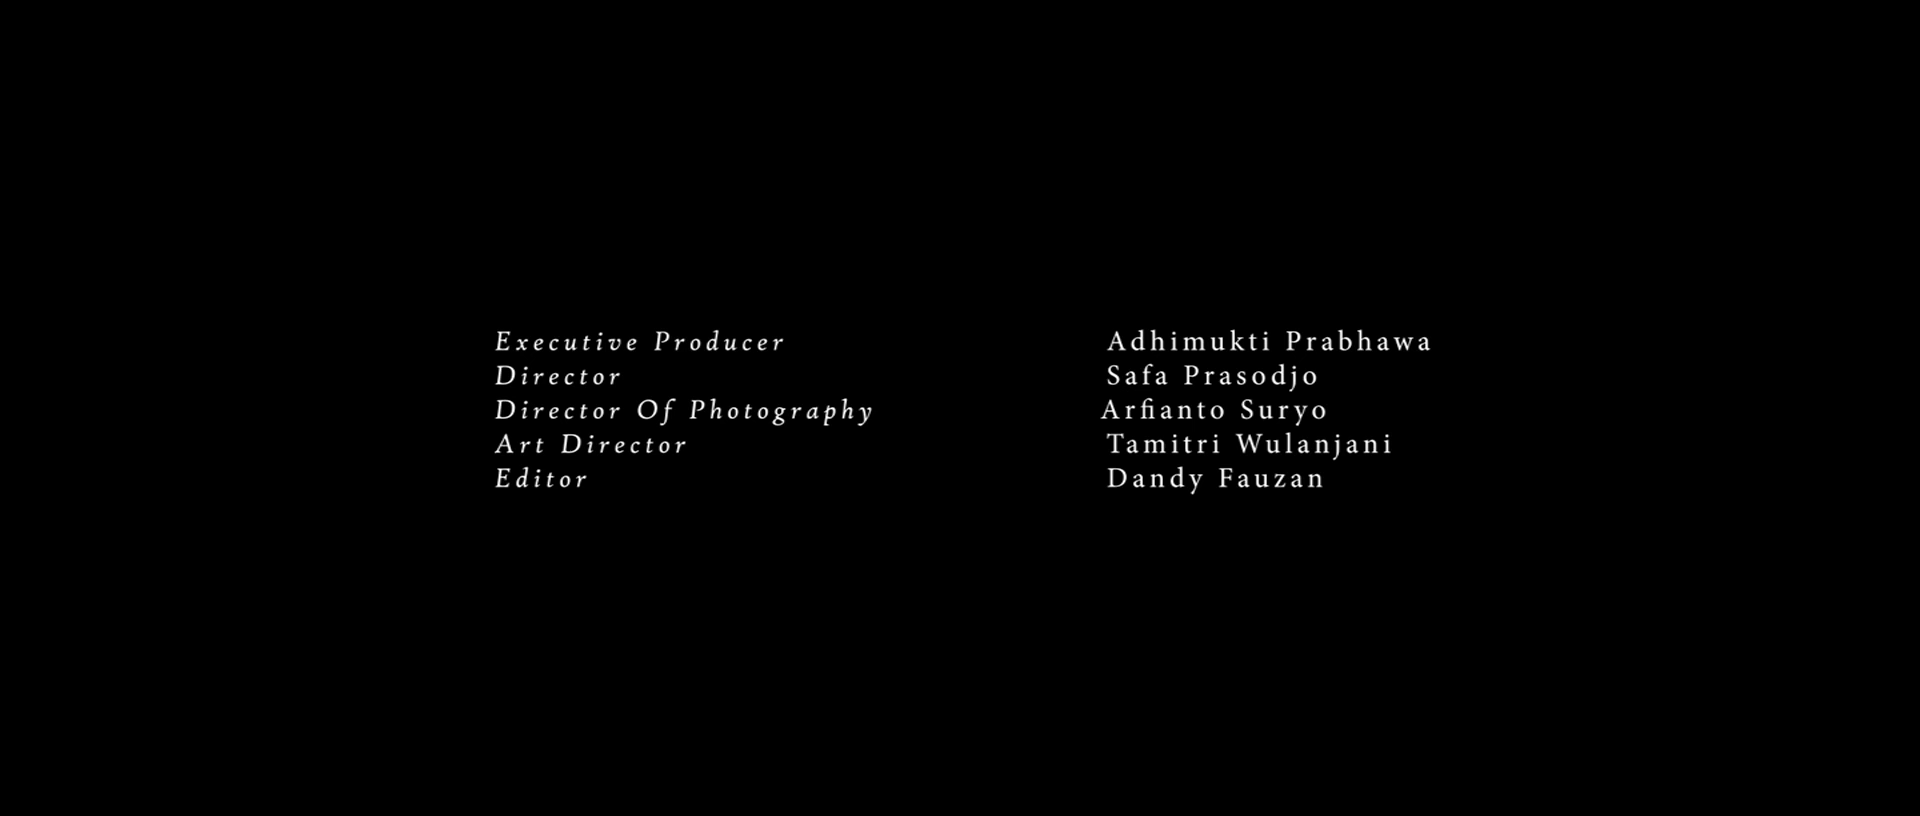 Executive Producer Adhimukti Prabhawa
Director Safa Prasodjo
Director Of Photography Arfianto Suryo
Art Director Tamitri Wulanjani
Editor Dandy Fauzan